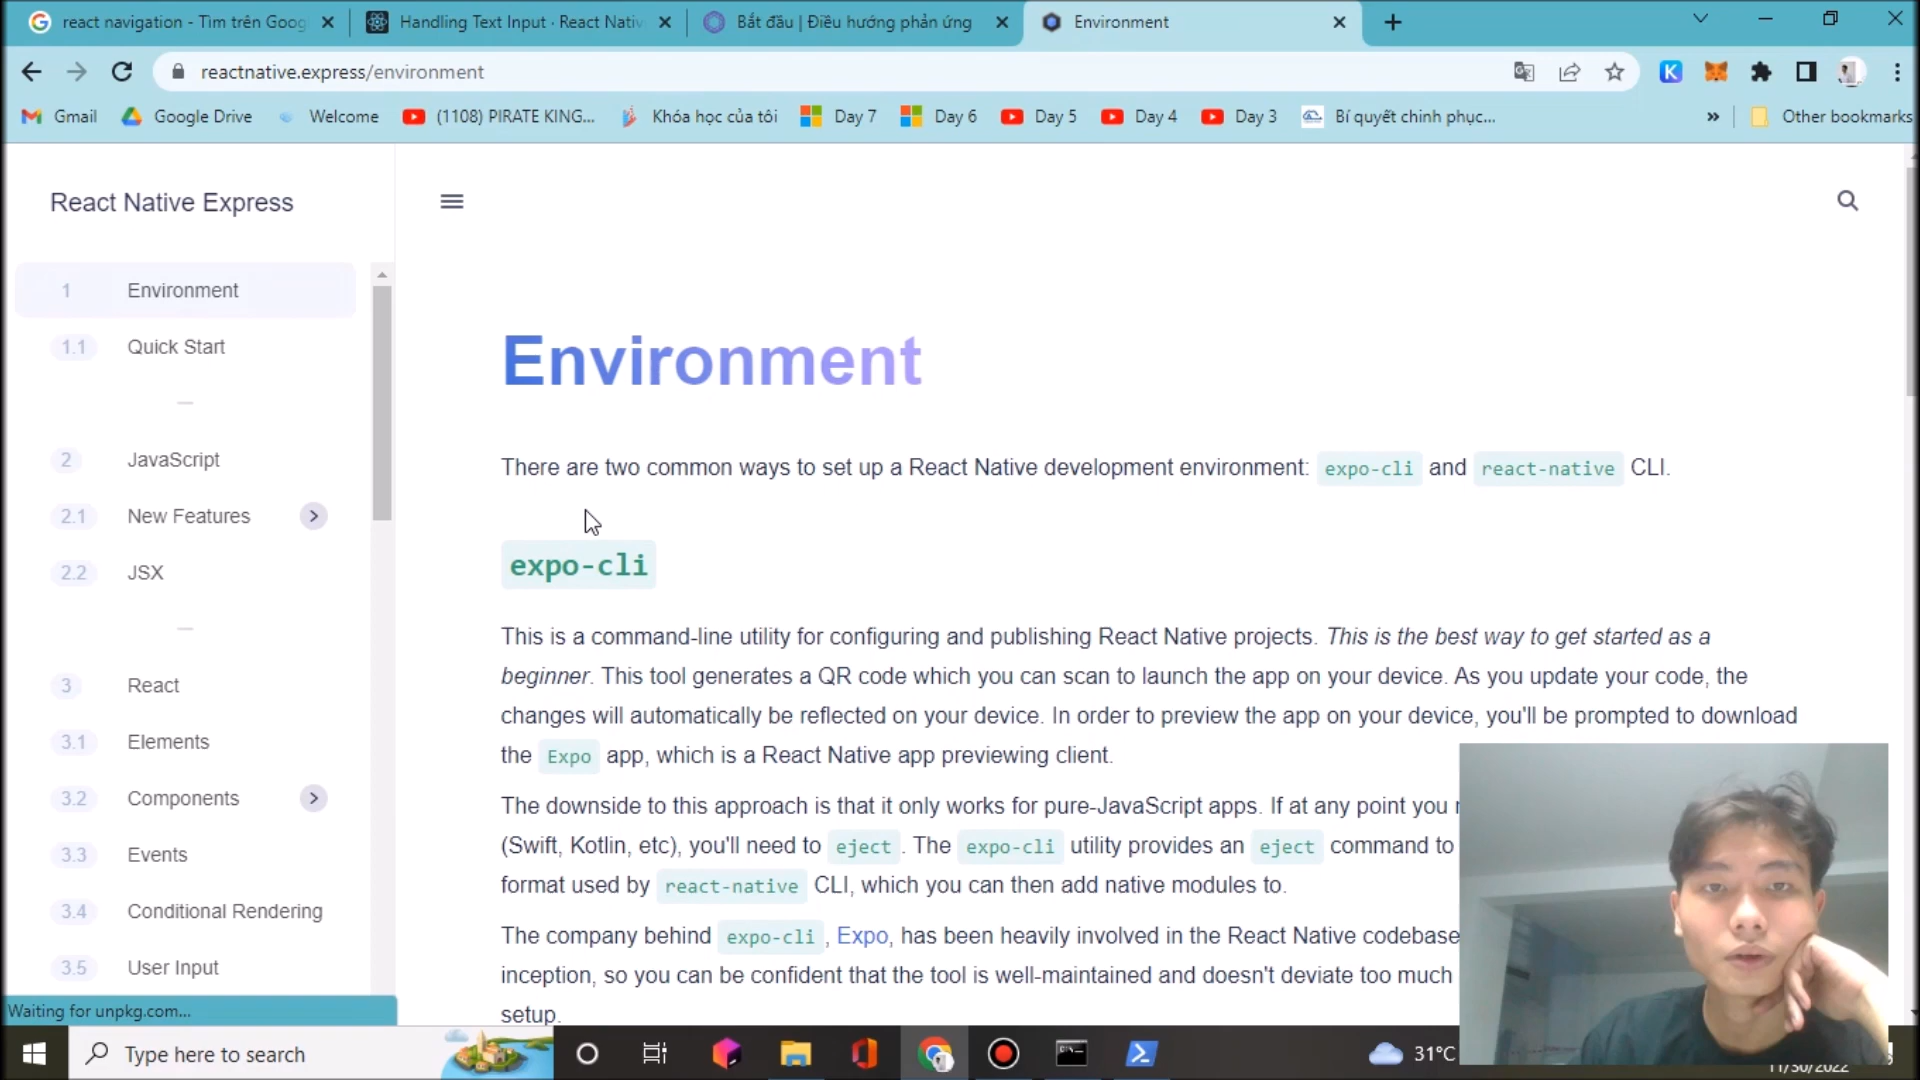 react navigation - Tìm trên Goog
Handling Text Input · React Nativ
Bắt đầu | Điều hướng phản ứng
Environment
reactnative.express/environment
Gmail
Google Drive
Welcome
(1108) PIRATE KING...
Khóa học của tôi
Day 7
Day 6
Day 5
Day 4
Day 3
Bí quyết chinh phục...
»
Other bookmarks
React Native Express
1 Environment
1.1 Quick Start
2 JavaScript
2.1 New Features
2.2 JSX
3 React
3.1 Elements
3.2 Components
3.3 Events
3.4 Conditional Rendering
3.5 User Input
Environment
There are two common ways to set up a React Native development environment: expo-cli and react-native CLI.
expo-cli
This is a command-line utility for configuring and publishing React Native projects. This is the best way to get started as a
beginner. This tool generates a QR code which you can scan to launch the app on your device. As you update your code, the
changes will automatically be reflected on your device. In order to preview the app on your device, you'll be prompted to download
the Expo app, which is a React Native app previewing client.
The downside to this approach is that it only works for pure-JavaScript apps. If at any point you
(Swift, Kotlin, etc), you'll need to eject. The expo-cli utility provides an eject command to
format used by react-native CLI, which you can then add native modules to.
The company behind expo-cli, Expo, has been heavily involved in the React Native codebase
inception, so you can be confident that the tool is well-maintained and doesn't deviate too much
setup.
Waiting for unpkg.com...
Type here to search
31°C
11/30/2022